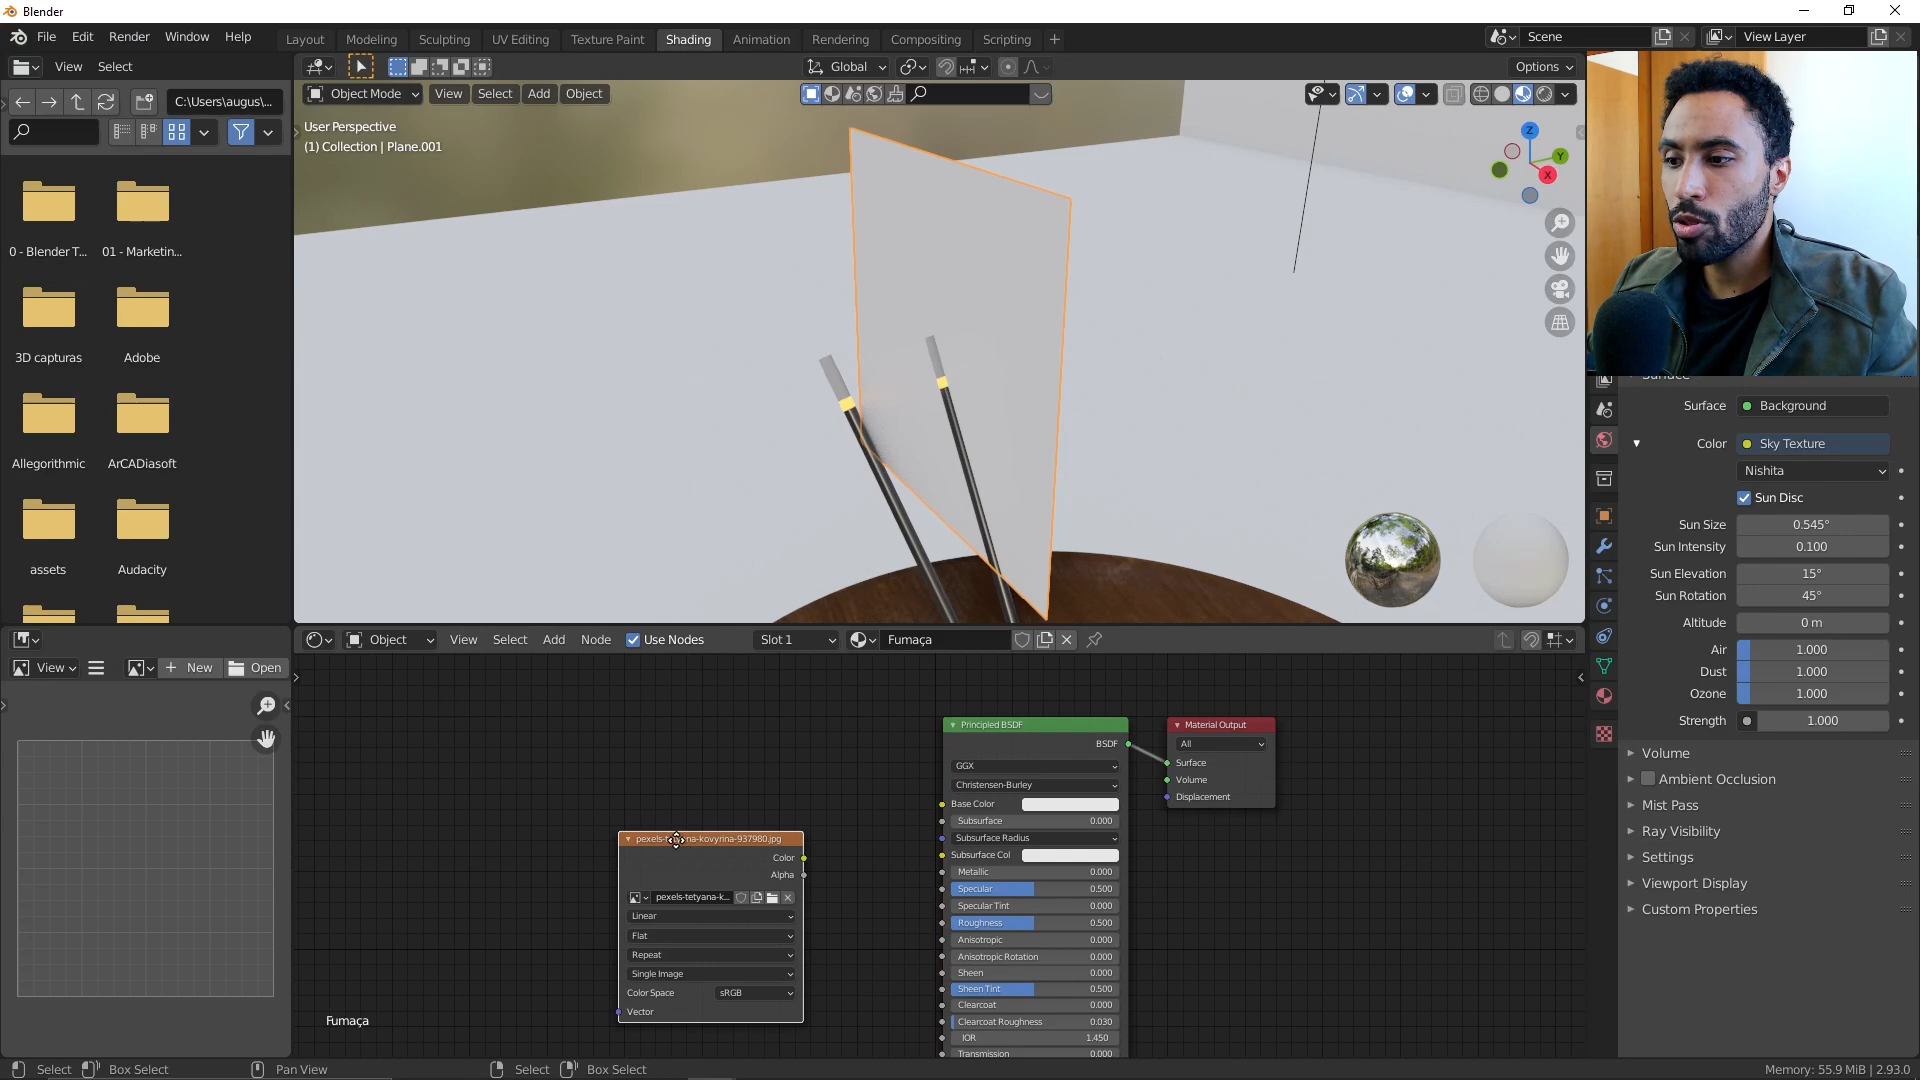 Blender
File Edit Render Window Help
Layout Modeling Sculpting UV Editing Texture Paint Shading Animation Rendering Compositing Scripting +
Scene
View Layer
View Select
Global
Options
C:\Users\augus\...
Object Mode View Select Add Object
User Perspective
(1) Collection | Plane.001
Z
Y
X
0 - Blender T...
01 - Marketin...
3D capturas
Adobe
Allegorithmic
ArCADiasoft
assets
Audacity
Surface
Surface Background
Color Sky Texture
Nishita
Sun Disc
Sun Size 0.545°
Sun Intensity 0.100
Sun Elevation 15°
Sun Rotation 45°
Altitude 0 m
Air 1.000
Dust 1.000
Ozone 1.000
Strength 1.000
Volume
Ambient Occlusion
Mist Pass
Ray Visibility
Settings
Viewport Display
Custom Properties
Object View Select Add Node Use Nodes Slot 1 Fumaça
View + New Open
Principled BSDF
BSDF
GGX
Christensen-Burley
Base Color
Subsurface 0.000
Subsurface Radius
Subsurface Col
Metallic 0.000
Specular 0.500
Specular Tint 0.000
Roughness 0.500
Anisotropic 0.000
Anisotropic Rotation 0.000
Sheen 0.000
Sheen Tint 0.500
Clearcoat 0.000
Clearcoat Roughness 0.030
IOR 1.450
Transmission 0.000
Material Output
All
Surface
Volume
Displacement
pexels-tetyana-kovyrina-937980.jpg
Color
Alpha
pexels-tetyana-k...
Linear
Flat
Repeat
Single Image
Color Space sRGB
Vector
Fumaça
Select Box Select Pan View Select Box Select
Memory: 55.9 MiB | 2.93.0